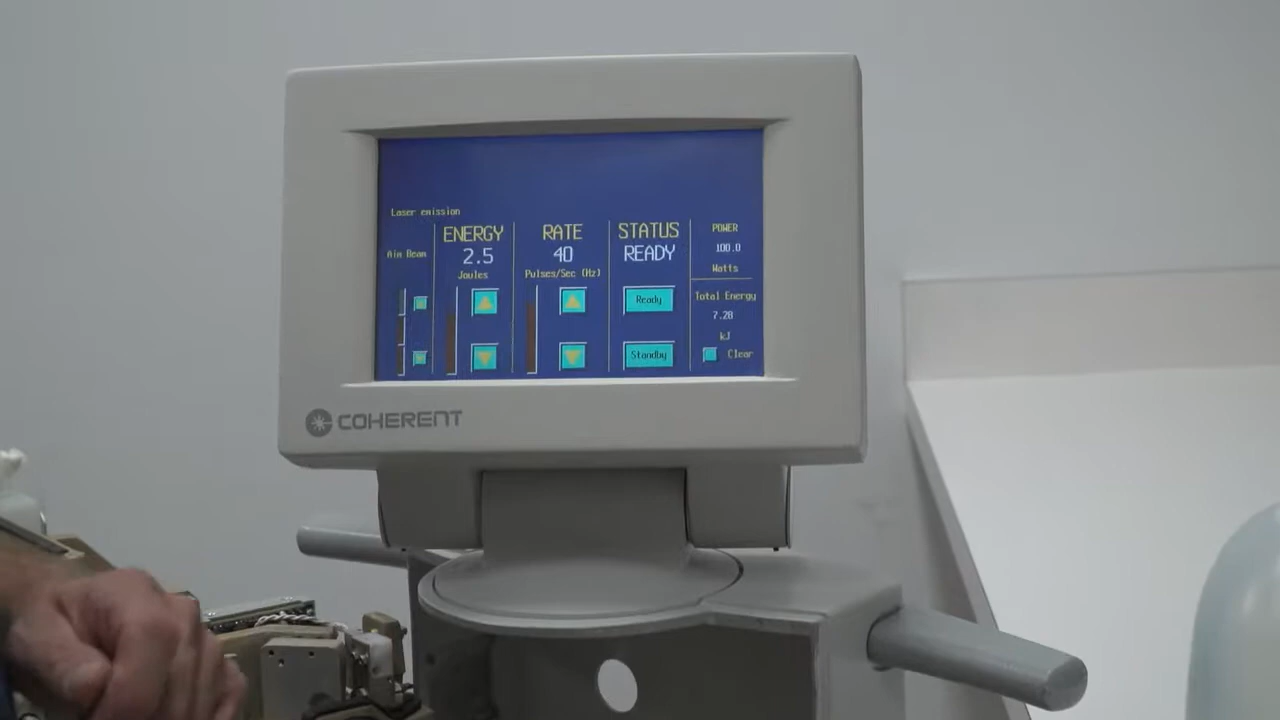 Laser emission
Aim Beam
ENERGY
2.5
Joules
RATE
40
Pulses/Sec (Hz)
STATUS
READY
Ready
Standby
POWER
100.0
Watts
Total Energy
7.28
kJ
Clear
COHERENT